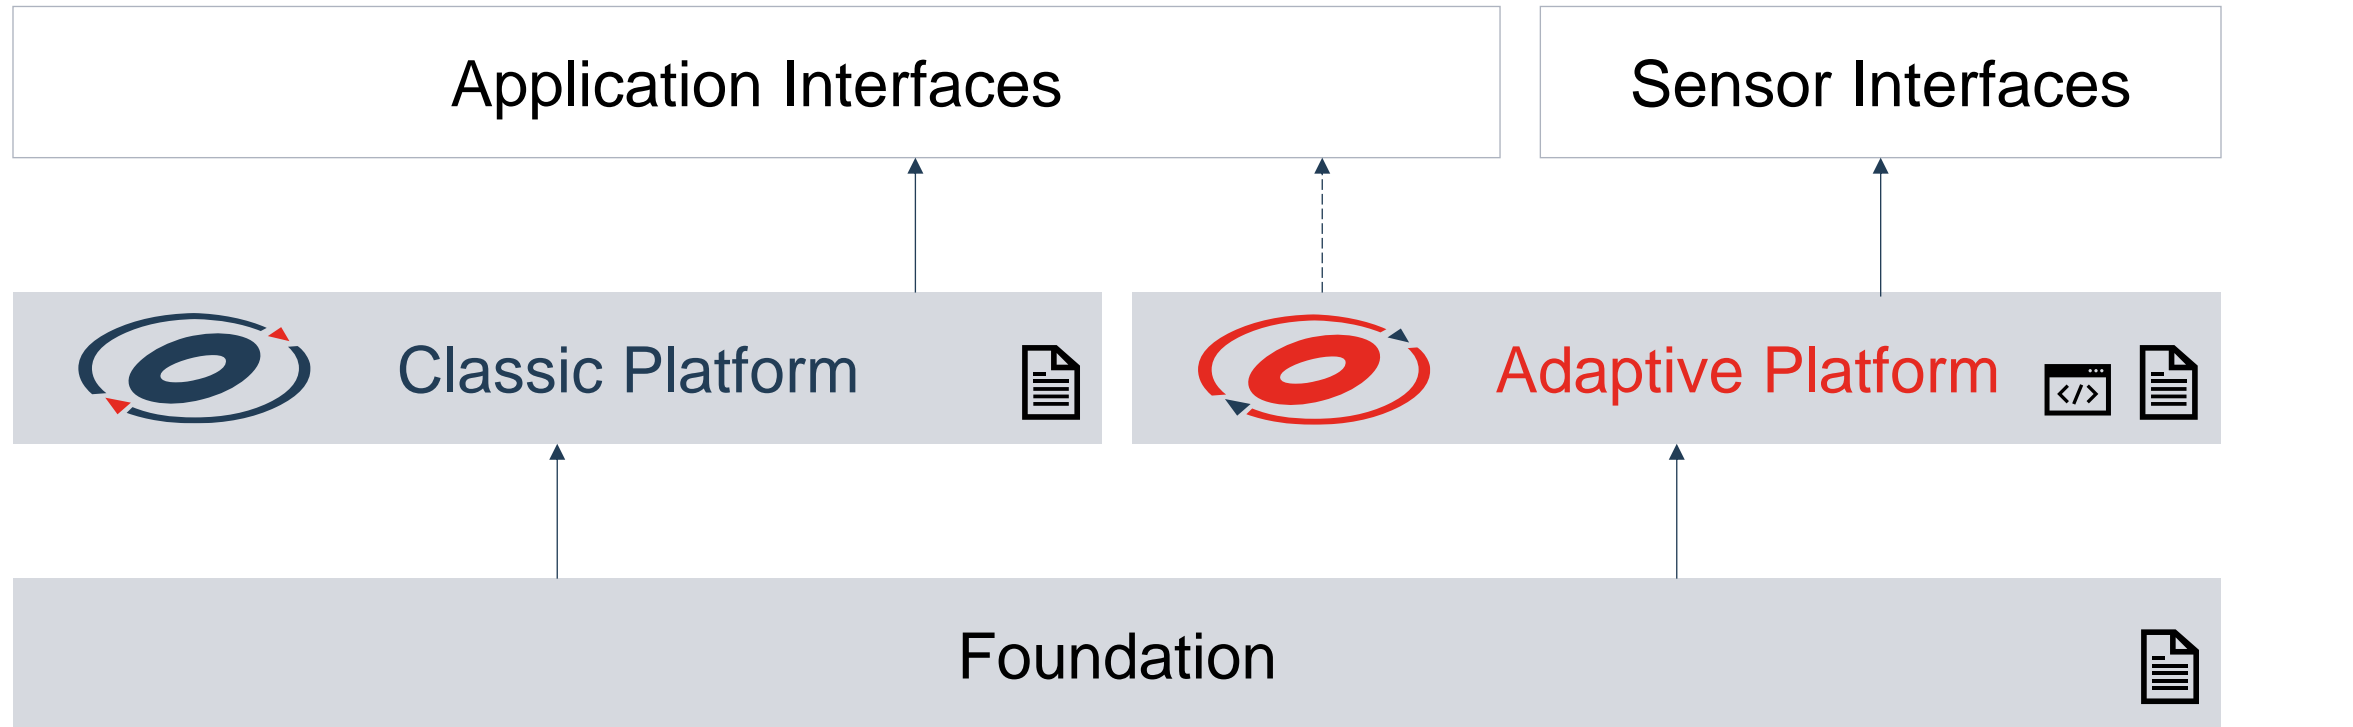 Application Interfaces
Sensor Interfaces
Classic Platform
Adaptive Platform
</>
Foundation